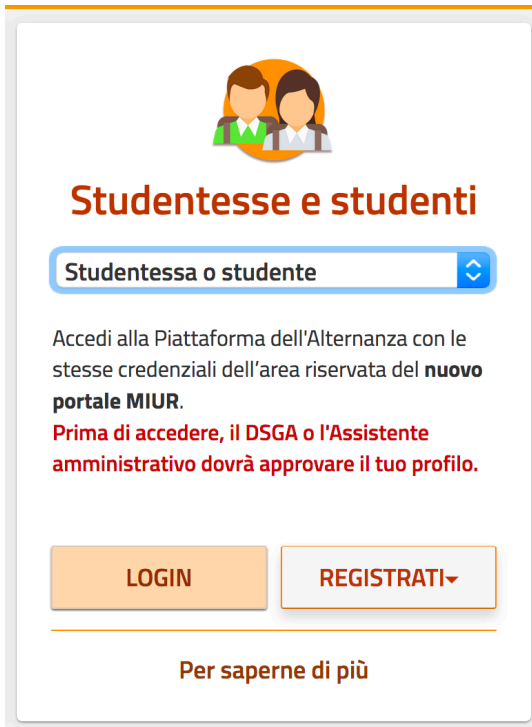 Studentesse e studenti
Studentessa o studente
Accedi alla Piattaforma dell'Alternanza con le
stesse credenziali dell’area riservata del nuovo
portale MIUR.
Prima di accedere, il DSGA o l'Assistente
amministrativo dovrà approvare il tuo profilo.
LOGIN
REGISTRATI
Per saperne di più